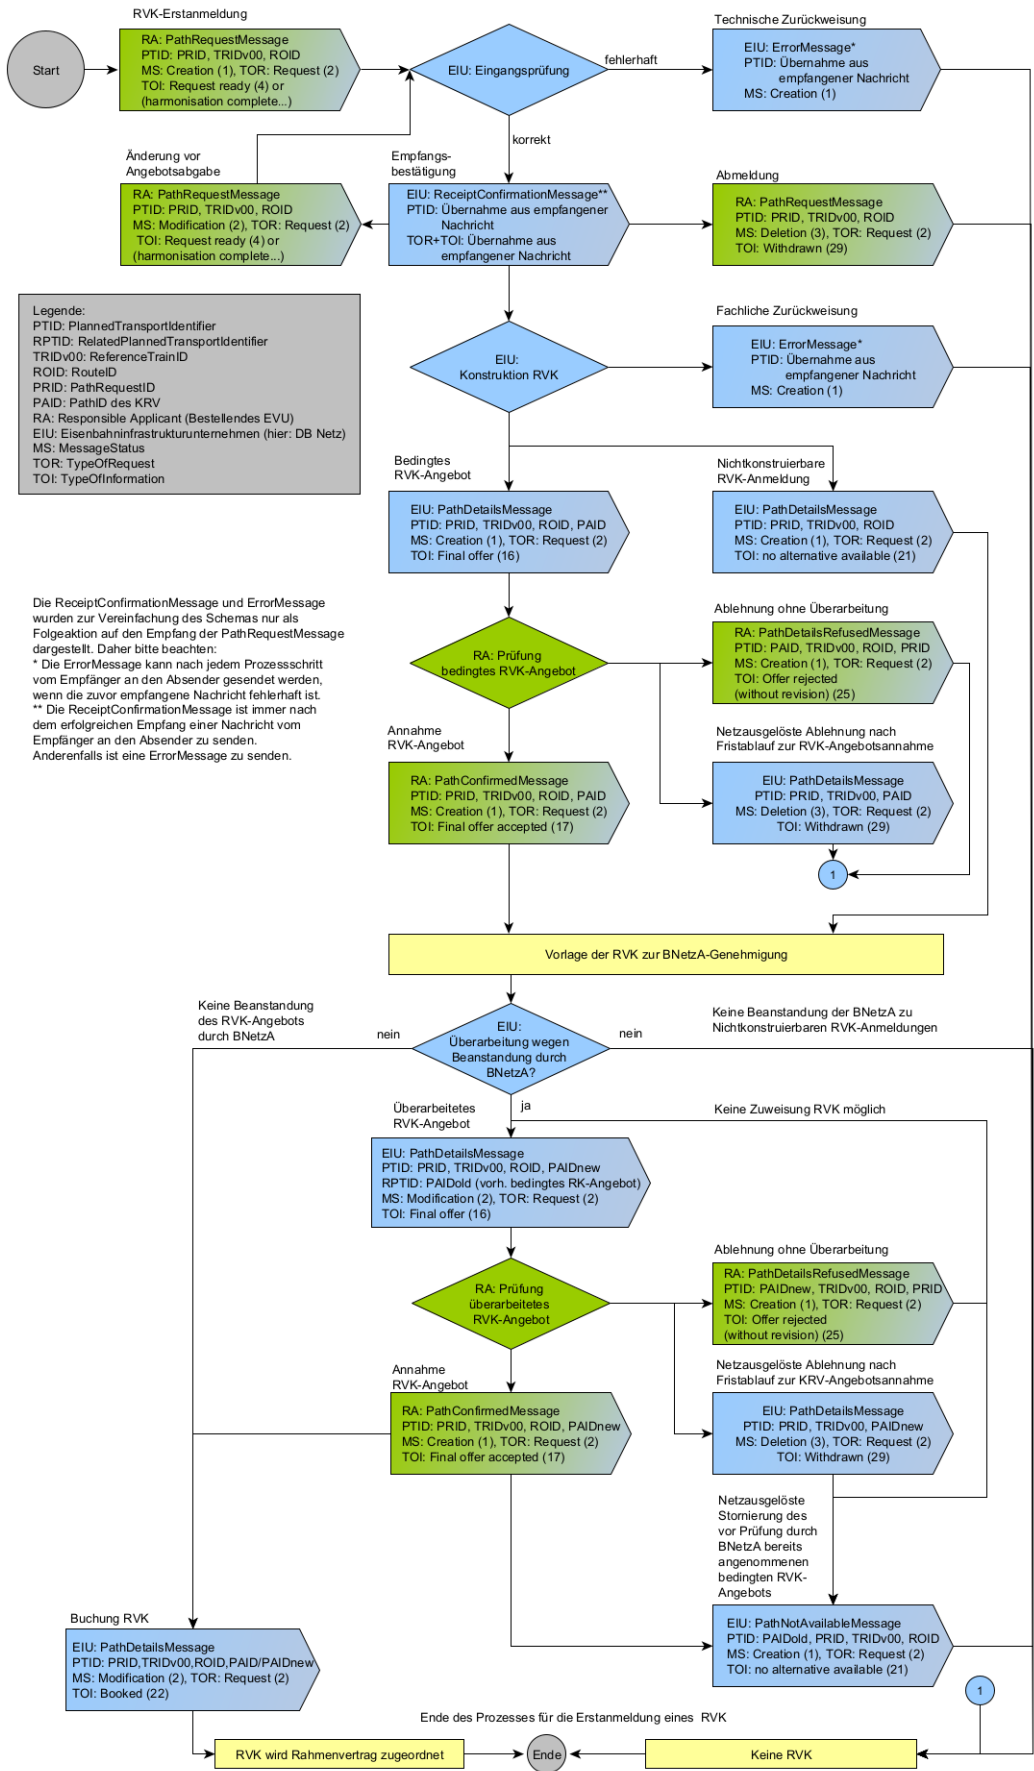 RVK-Erstanmeldung
Start
RA: PathRequestMessage
PTID: PRID, TRIDv00, ROID
MS: Creation (1), TOR: Request (2)
TOI: Request ready (4) or
(harmonisation complete...)
EIU: Eingangsprüfung
fehlerhaft
korrekt
Technische Zurückweisung
EIU: ErrorMessage*
PTID: Übernahme aus
empfangener Nachricht
MS: Creation (1)
Änderung vor
Angebotsabgabe
RA: PathRequestMessage
PTID: PRID, TRIDv00, ROID
MS: Modification (2), TOR: Request (2)
TOI: Request ready (4) or
(harmonisation complete...)
Empfangs-
bestätigung
EIU: ReceiptConfirmationMessage**
PTID: Übernahme aus empfangener
Nachricht
TOR+TOI: Übernahme aus
empfangener Nachricht
Abmeldung
RA: PathRequestMessage
PTID: PRID, TRIDv00, ROID
MS: Deletion (3), TOR: Request (2)
TOI: Withdrawn (29)
Legende:
PTID: PlannedTransportIdentifier
RPTID: RelatedPlannedTransportIdentifier
TRIDv00: ReferenceTrainID
ROID: RouteID
PRID: PathRequestID
PAID: PathID des KRV
RA: Responsible Applicant (Bestellendes EVU)
EIU: Eisenbahninfrastrukturunternehmen (hier: DB Netz)
MS: MessageStatus
TOR: TypeOfRequest
TOI: TypeOfInformation
EIU:
Konstruktion RVK
Fachliche Zurückweisung
EIU: ErrorMessage*
PTID: Übernahme aus
empfangener Nachricht
MS: Creation (1)
Bedingtes
RVK-Angebot
EIU: PathDetailsMessage
PTID: PRID, TRIDv00, ROID, PAID
MS: Creation (1), TOR: Request (2)
TOI: Final offer (16)
Nichtkonstruierbare
RVK-Anmeldung
EIU: PathDetailsMessage
PTID: PRID, TRIDv00, ROID
MS: Creation (1), TOR: Request (2)
TOI: no alternative available (21)
Die ReceiptConfirmationMessage und ErrorMessage
wurden zur Vereinfachung des Schemas nur als
Folgeaktion auf den Empfang der PathRequestMessage
dargestellt. Daher bitte beachten:
* Die ErrorMessage kann nach jedem Prozessschritt
vom Empfänger an den Absender gesendet werden,
wenn die zuvor empfangene Nachricht fehlerhaft ist.
** Die ReceiptConfirmationMessage ist immer nach
dem erfolgreichen Empfang einer Nachricht vom
Empfänger an den Absender zu senden.
Anderenfalls ist eine ErrorMessage zu senden.
RA: Prüfung
bedingtes RVK-Angebot
Ablehnung ohne Überarbeitung
RA: PathDetailsRefusedMessage
PTID: PAID, TRIDv00, ROID, PRID
MS: Creation (1), TOR: Request (2)
TOI: Offer rejected
(without revision) (25)
Annahme
RVK-Angebot
RA: PathConfirmedMessage
PTID: PRID, TRIDv00, ROID, PAID
MS: Creation (1), TOR: Request (2)
TOI: Final offer accepted (17)
Netzausgelöste Ablehnung nach
Fristablauf zur RVK-Angebotsannahme
EIU: PathDetailsMessage
PTID: PRID, TRIDv00, PAID
MS: Deletion (3), TOR: Request (2)
TOI: Withdrawn (29)
1
Vorlage der RVK zur BNetzA-Genehmigung
Keine Beanstandung
des RVK-Angebots
durch BNetzA
nein
EIU:
Überarbeitung wegen
Beanstandung durch
BNetzA?
nein
Keine Beanstandung der BNetzA zu
Nichtkonstruierbaren RVK-Anmeldungen
ja
Überarbeitetes
RVK-Angebot
Keine Zuweisung RVK möglich
EIU: PathDetailsMessage
PTID: PRID, TRIDv00, ROID, PAIDnew
RPTID: PAIDold (vorh. bedingtes RK-Angebot)
MS: Modification (2), TOR: Request (2)
TOI: Final offer (16)
RA: Prüfung
überarbeitetes
RVK-Angebot
Ablehnung ohne Überarbeitung
RA: PathDetailsRefusedMessage
PTID: PAIDnew, TRIDv00, ROID, PRID
MS: Creation (1), TOR: Request (2)
TOI: Offer rejected
(without revision) (25)
Annahme
RVK-Angebot
RA: PathConfirmedMessage
PTID: PRID, TRIDv00, ROID, PAIDnew
MS: Creation (1), TOR: Request (2)
TOI: Final offer accepted (17)
Netzausgelöste Ablehnung nach
Fristablauf zur KRV-Angebotsannahme
EIU: PathDetailsMessage
PTID: PRID, TRIDv00, PAIDnew
MS: Deletion (3), TOR: Request (2)
TOI: Withdrawn (29)
Netzausgelöste
Stornierung des
vor Prüfung durch
BNetzA bereits
angenommenen
bedingten RVK-
Angebots
EIU: PathNotAvailableMessage
PTID: PAIDold, PRID, TRIDv00, ROID
MS: Creation (1), TOR: Request (2)
TOI: no alternative available (21)
Buchung RVK
EIU: PathDetailsMessage
PTID: PRID,TRIDv00,ROID,PAID/PAIDnew
MS: Modification (2), TOR: Request (2)
TOI: Booked (22)
1
Ende des Prozesses für die Erstanmeldung eines RVK
RVK wird Rahmenvertrag zugeordnet
Ende
Keine RVK